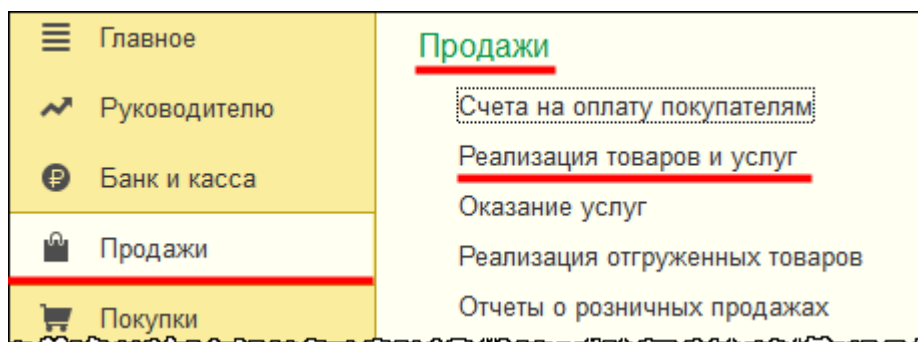 Главное
Руководителю
Банк и касса
Продажи
Покупки
Продажи
Счета на оплату покупателям
Реализация товаров и услуг
Оказание услуг
Реализация отгруженных товаров
Отчеты о розничных продажах